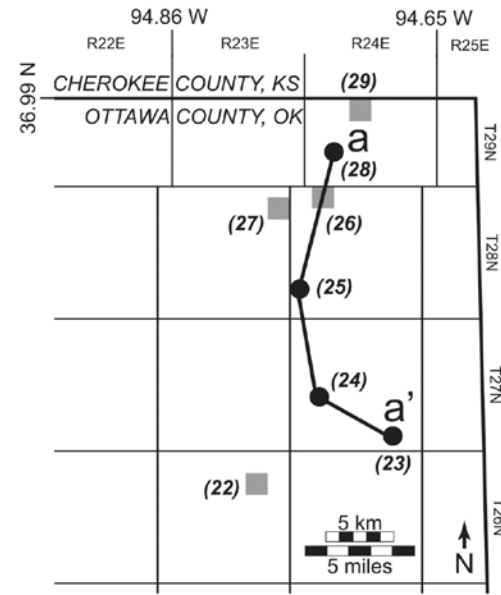 94.86 W
94.65 W
R22E
R23E
R24E
R25E
36.99 N
CHEROKEE COUNTY, KS
(29)
OTTAWA COUNTY, OK
a
(28)
T29N
(27)
(26)
T28N
(25)
(24)
T27N
a'
(23)
(22)
T26N
5 km
5 miles
N